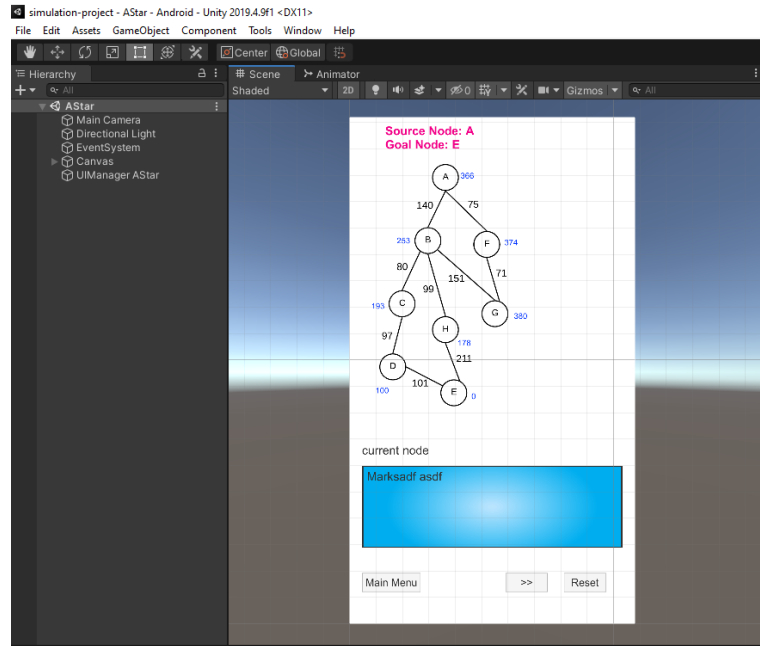 simulation-project - AStar - Android - Unity 2019.4.9f1 <DX11>
File Edit Assets GameObject Component Tools Window Help
Center Global
Hierarchy
Scene Animator
All
Shaded 2D 0 Gizmos All
AStar
Main Camera
Directional Light
EventSystem
Canvas
UIManager AStar
Source Node: A
Goal Node: E
A 366
140 75
B 253
F 374
80 71
151
99
C 193
G 380
H 178
97
211
D 100
101
E 0
current node
Marksadf asdf
Main Menu >> Reset